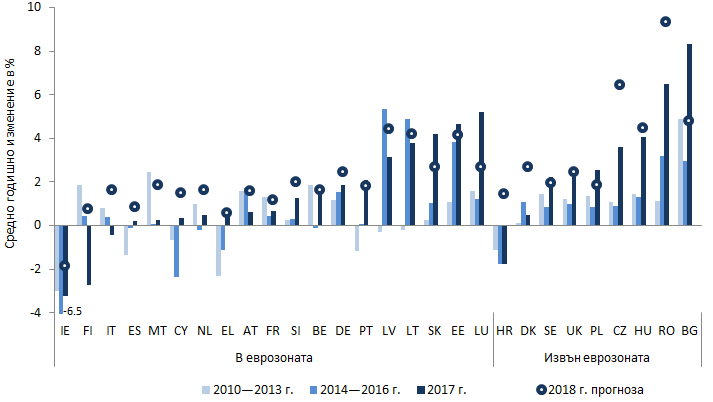 Средно годишно изменение в %
10
8
6
4
2
0
-2
-4
-6.5
IE FI IT ES MT CY NL EL AT FR SI BE DE PT LV LT SK EE LU HR DK SE UK PL CZ HU RO BG
В еврозоната Извън еврозоната
2010—2013 г. 2014—2016 г. 2017 г. 2018 г. прогноза